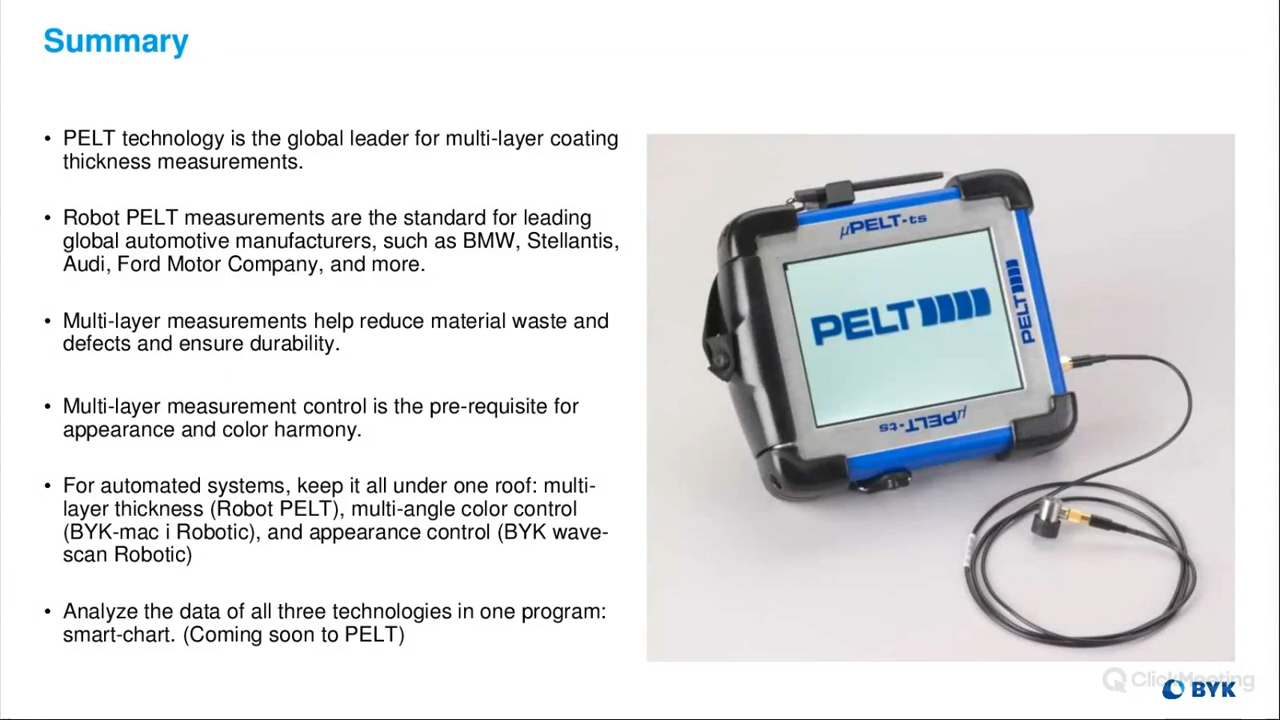 Summary
• PELT technology is the global leader for multi-layer coating
thickness measurements.
• Robot PELT measurements are the standard for leading
global automotive manufacturers, such as BMW, Stellantis,
Audi, Ford Motor Company, and more.
• Multi-layer measurements help reduce material waste and
defects and ensure durability.
• Multi-layer measurement control is the pre-requisite for
appearance and color harmony.
• For automated systems, keep it all under one roof: multi-
layer thickness (Robot PELT), multi-angle color control
(BYK-mac i Robotic), and appearance control (BYK wave-
scan Robotic)
• Analyze the data of all three technologies in one program:
smart-chart. (Coming soon to PELT)
µPELT-ts
PELT
PELT
µPELT-ts
ClickMeeting
BYK